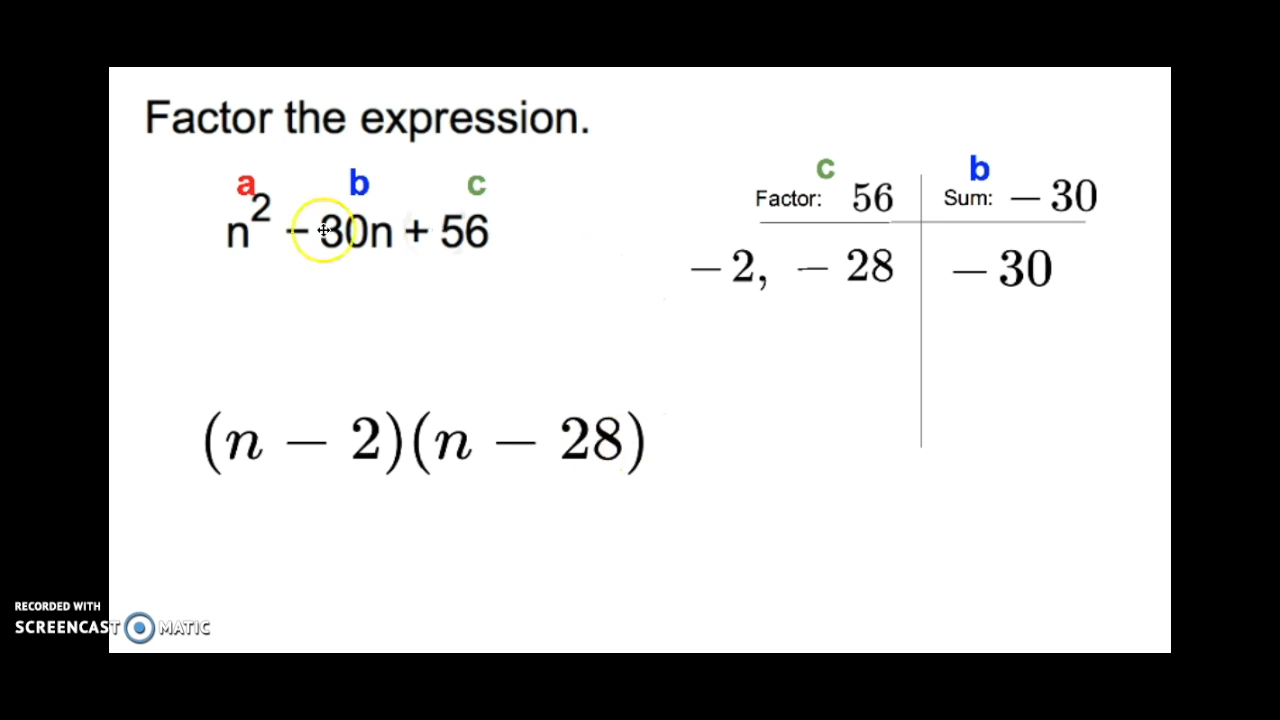 Factor the expression.
a b c
n² − 30n + 56
c b
Factor: 56 Sum: − 30
− 2, − 28 − 30
(n − 2)(n − 28)
RECORDED WITH
SCREENCAST MATIC